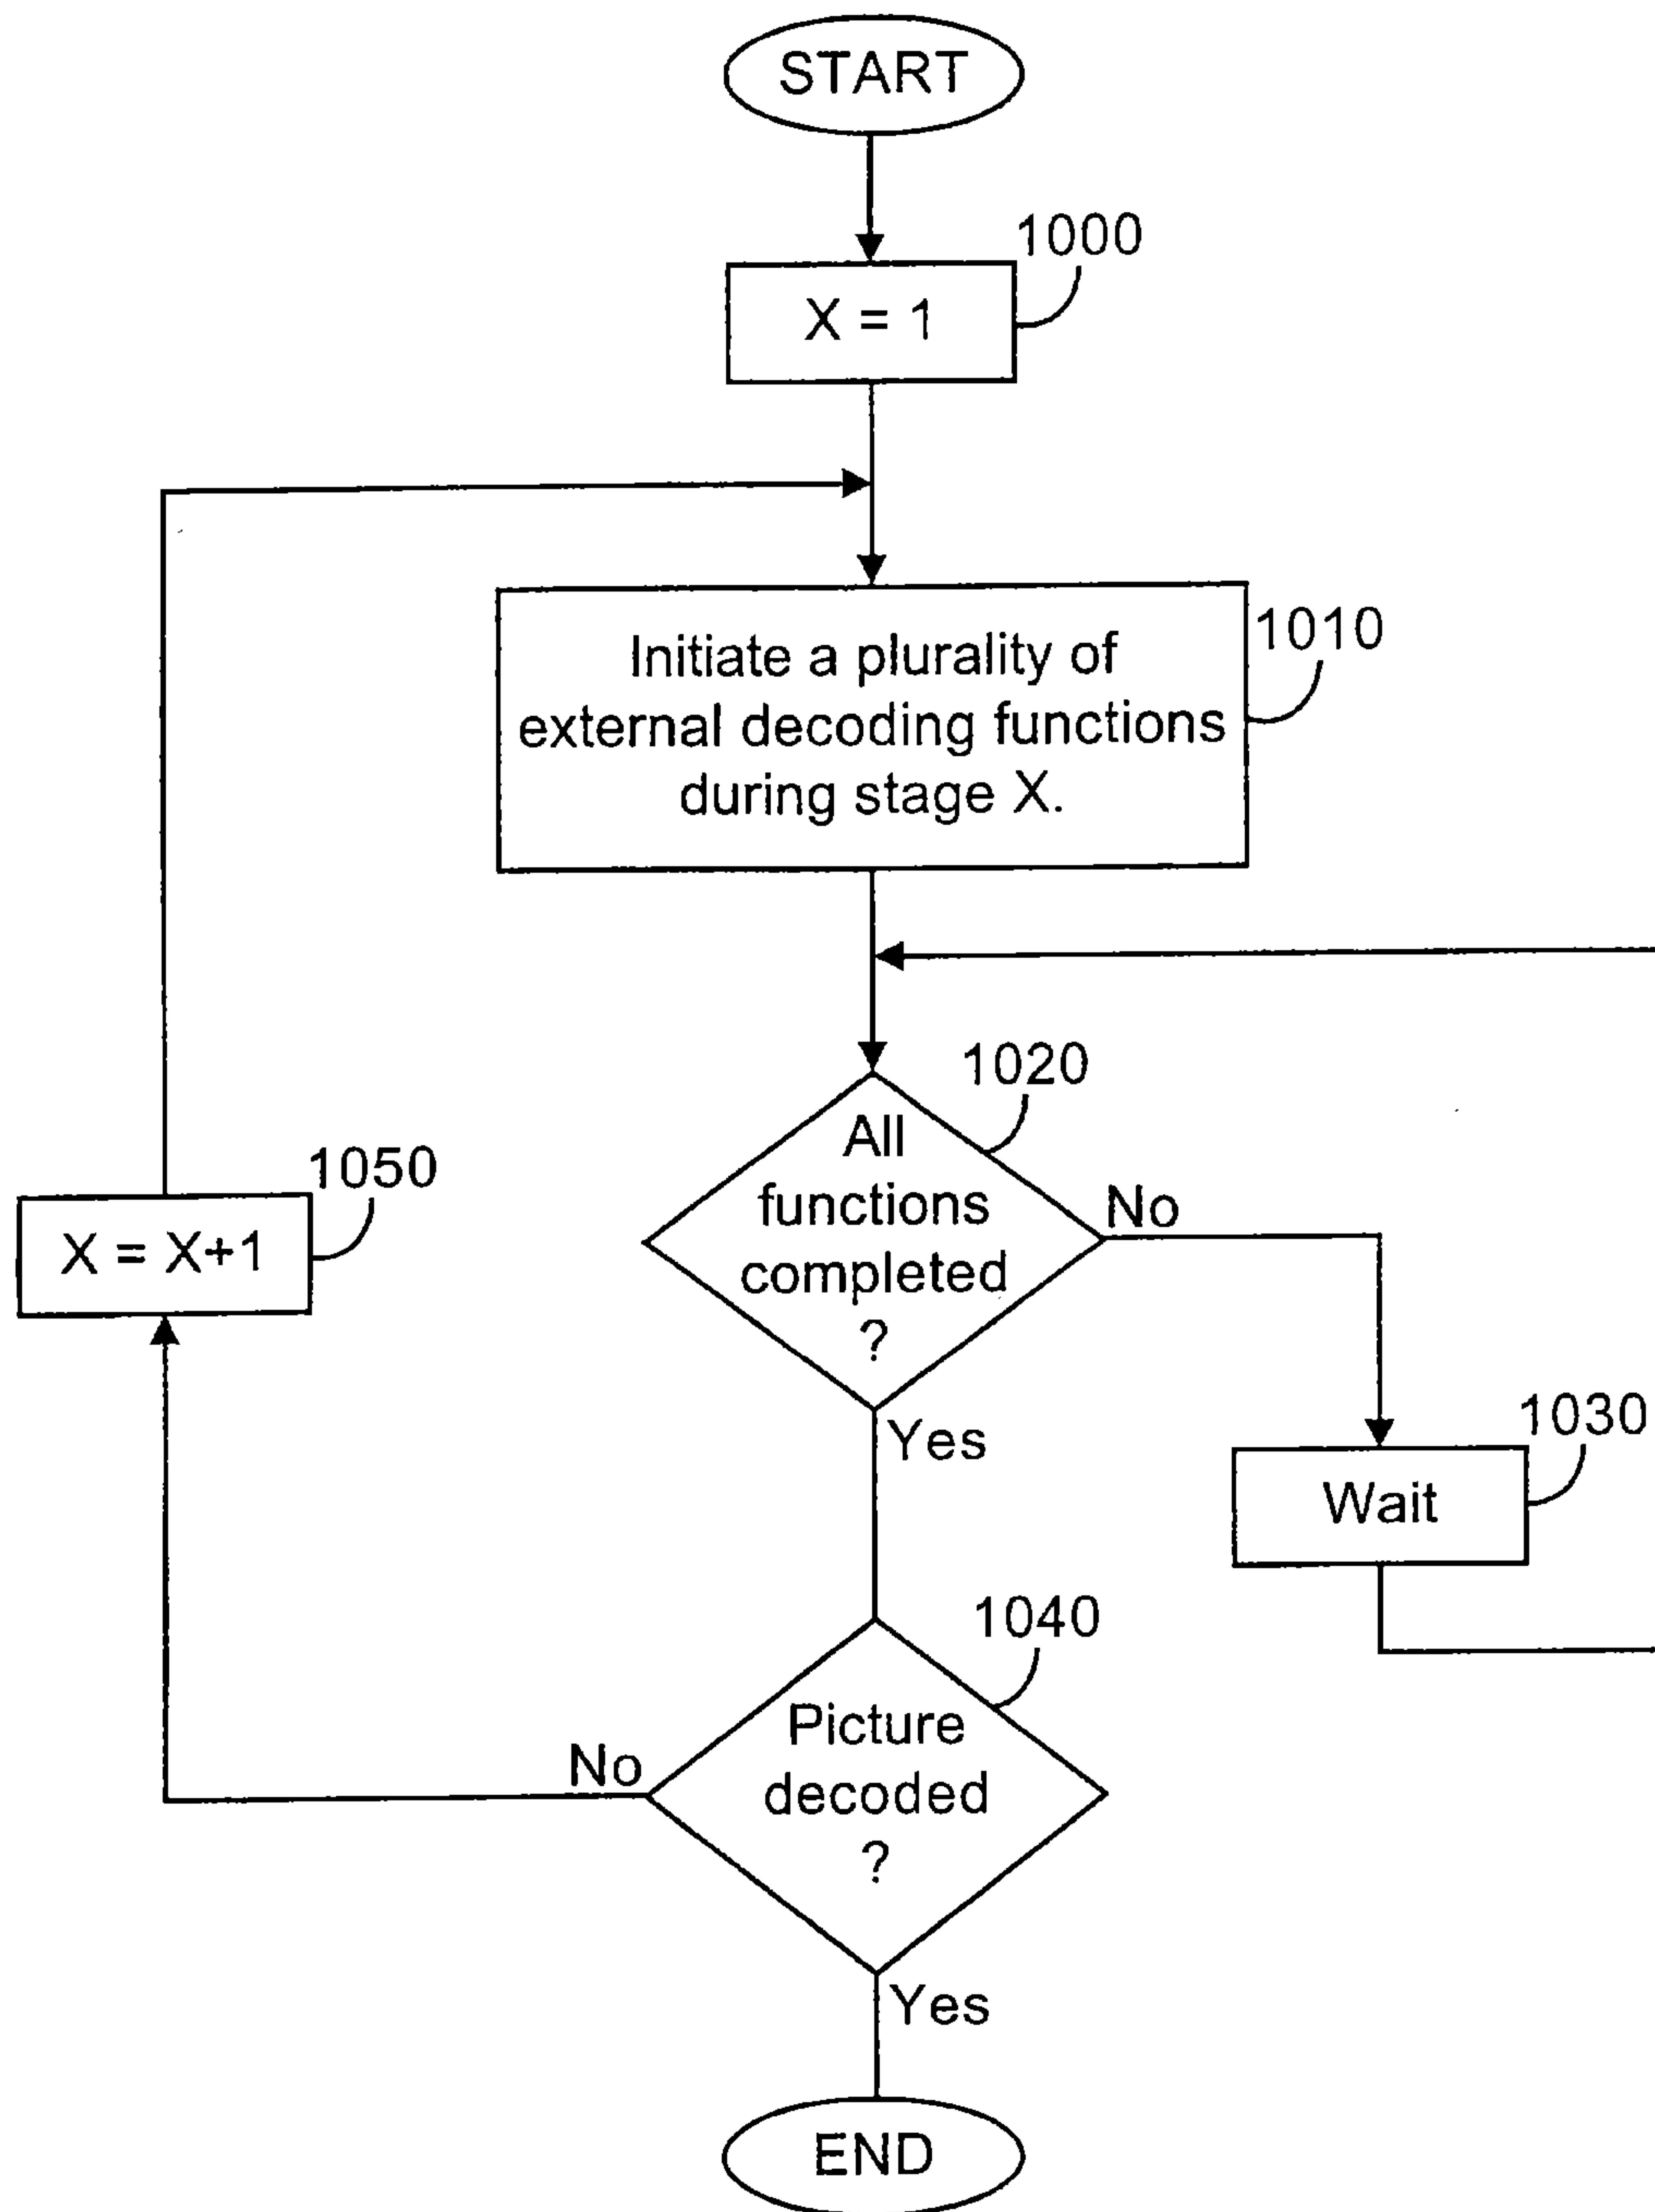 START
1000
X = 1
1010
Initiate a plurality of
external decoding functions
during stage X.
1020
All
functions
completed
?
No
Yes
1050
X = X+1
1030
Wait
1040
Picture
decoded
?
No
Yes
END